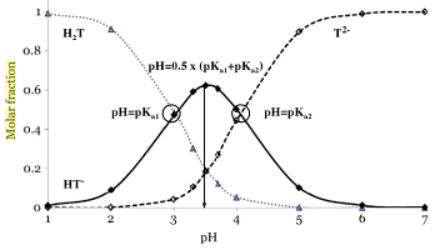 1
H₂T
T²⁻
0.8
pH=0.5 x (pKₐ₁+pKₐ₂)
0.6
pH=pKₐ₁
pH=pKₐ₂
Molar fraction
0.4
0.2
HT⁻
0
1 2 3 4 5 6 7
pH